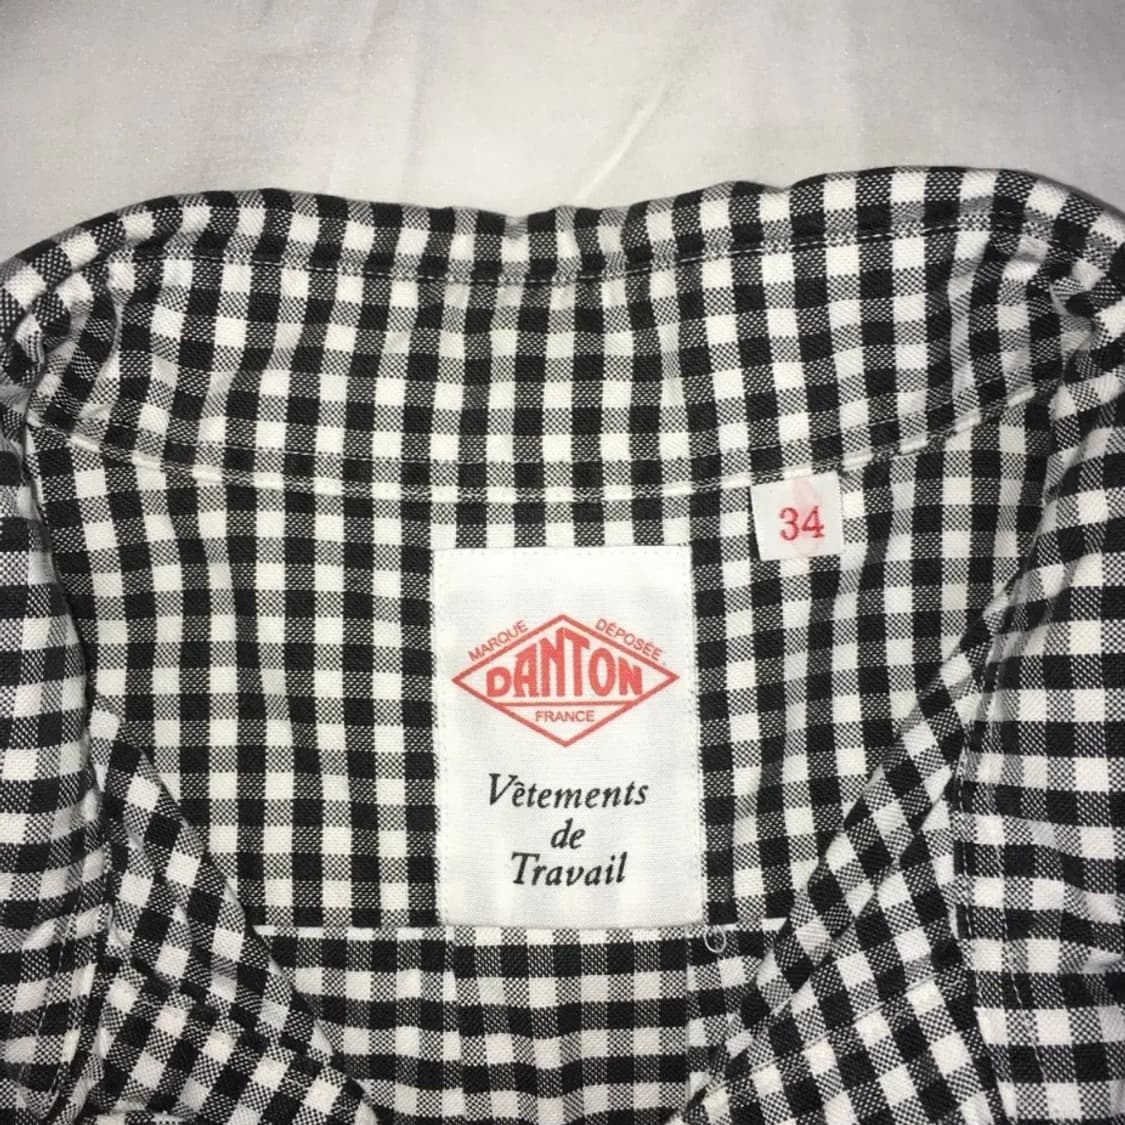 34
MARQUE DÉPOSÉE
DANTON
FRANCE
Vêtements
de
Travail